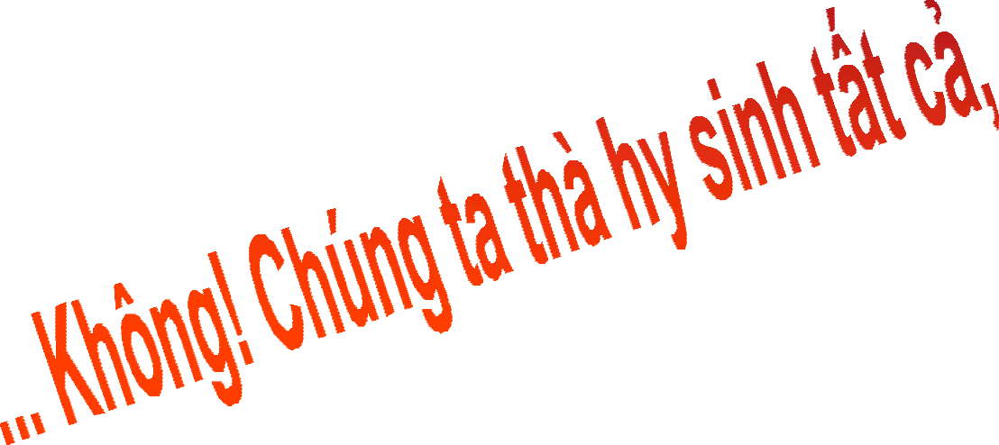 ... Không! Chúng ta thà hy sinh tất cả,